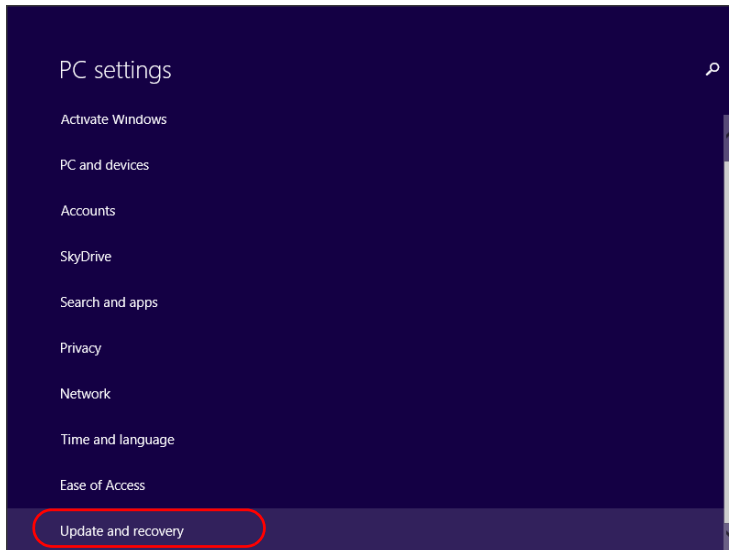 PC settings
Activate Windows
PC and devices
Accounts
SkyDrive
Search and apps
Privacy
Network
Time and language
Ease of Access
Update and recovery